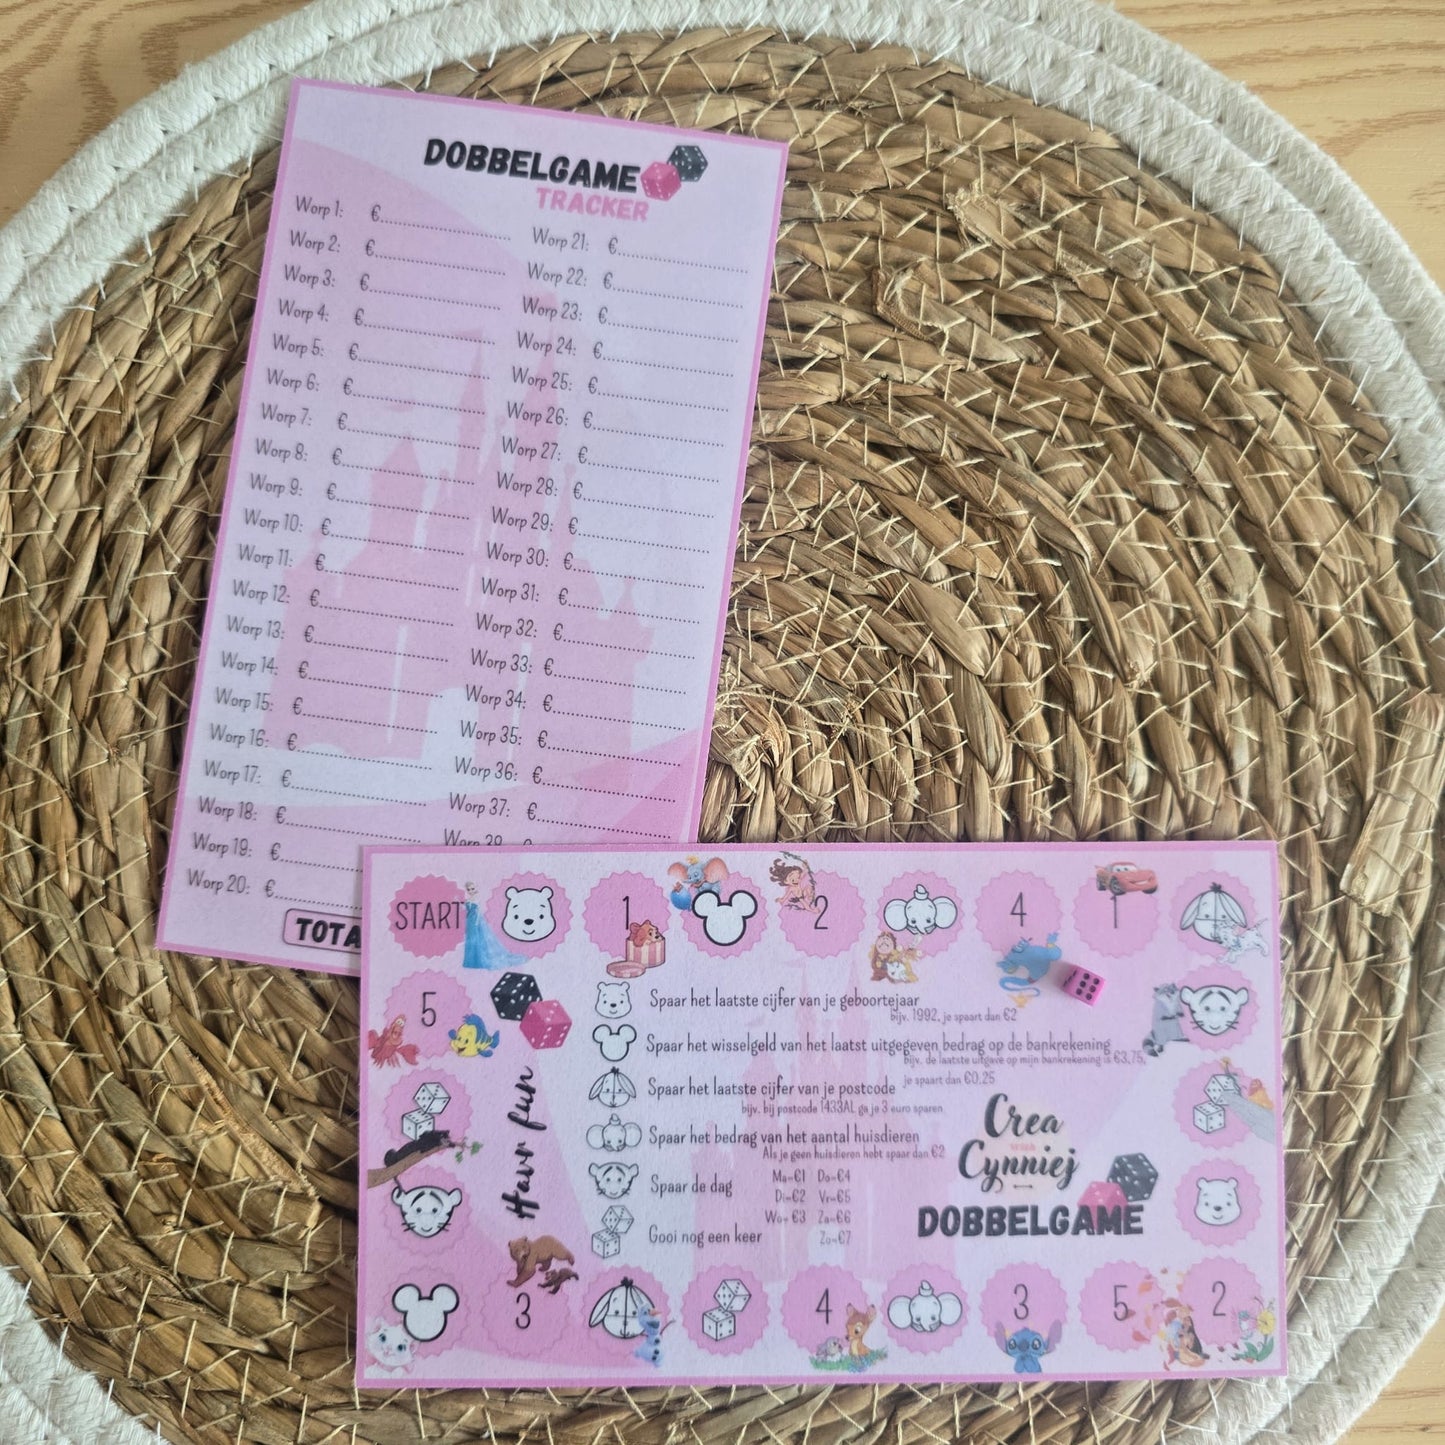 DOBBELGAME
TRACKER
Worp 1: €
Worp 2: €
Worp 3: €
Worp 4: €
Worp 5: €
Worp 6: €
Worp 7: €
Worp 8: €
Worp 9: €
Worp 10: €
Worp 11: €
Worp 12: €
Worp 13: €
Worp 14: €
Worp 15: €
Worp 16: €
Worp 17: €
Worp 18: €
Worp 19: €
Worp 20: €
Worp 21: €
Worp 22: €
Worp 23: €
Worp 24: €
Worp 25: €
Worp 26: €
Worp 27: €
Worp 28: €
Worp 29: €
Worp 30: €
Worp 31: €
Worp 32: €
Worp 33: €
Worp 34: €
Worp 35: €
Worp 36: €
Worp 37: €
Worp 38
TOTA
START 1 2 4 1
5
Have fun
Spaar het laatste cijfer van je geboortejaar
bijv. 1992, je spaart dan €2
Spaar het wisselgeld van het laatst uitgegeven bedrag op de bankrekening
bijv. de laatste uitgave op mijn bankrekening is €3,75,
je spaart dan €0,25
Spaar het laatste cijfer van je postcode
bijv. bij postcode 1433AL ga je 3 euro sparen
Spaar het bedrag van het aantal huisdieren
Als je geen huisdieren hebt spaar dan €2
Spaar de dag
Ma=€1 Do=€4
Di=€2 Vr=€5
Wo= €3 Za=€6
Zo=€7
Gooi nog een keer
Crea
with
Cynniej
DOBBELGAME
3 4 3 5 2